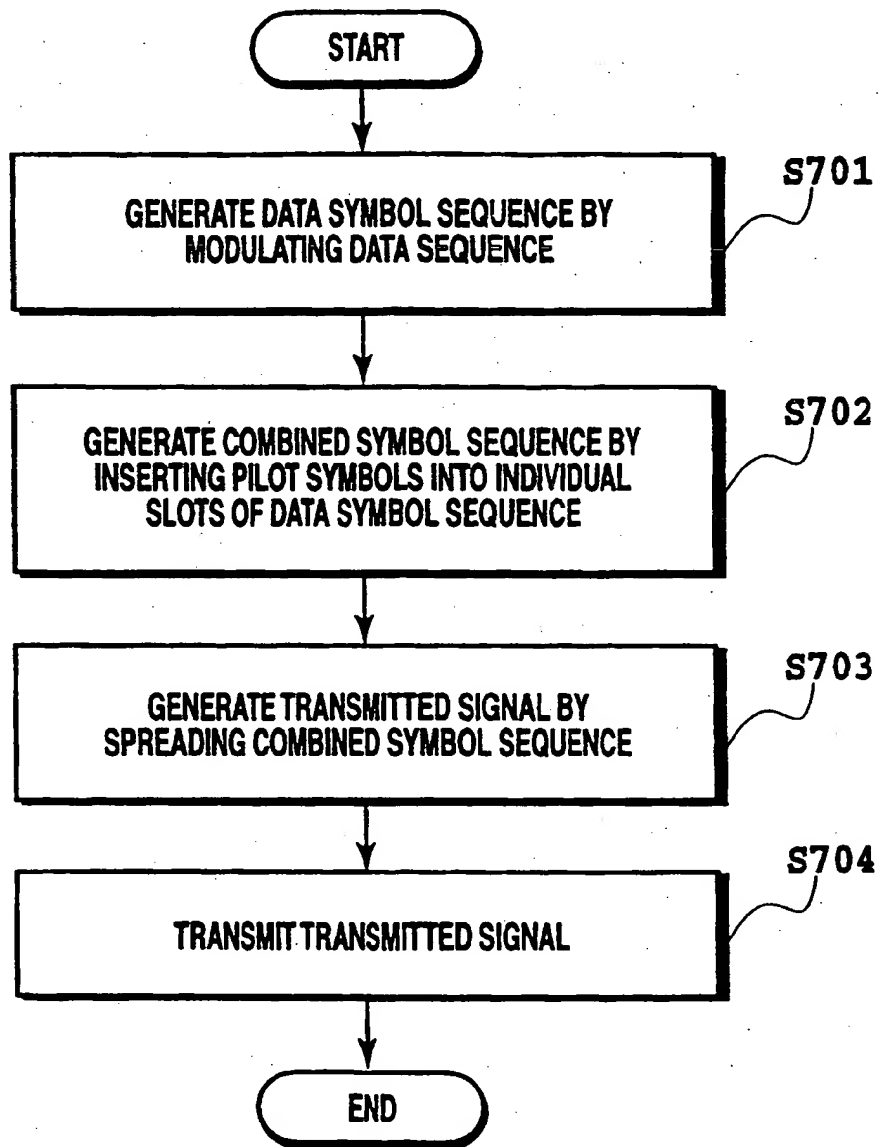 START
S701
GENERATE DATA SYMBOL SEQUENCE BY
MODULATING DATA SEQUENCE
S702
GENERATE COMBINED SYMBOL SEQUENCE BY
INSERTING PILOT SYMBOLS INTO INDIVIDUAL
SLOTS OF DATA SYMBOL SEQUENCE
S703
GENERATE TRANSMITTED SIGNAL BY
SPREADING COMBINED SYMBOL SEQUENCE
S704
TRANSMIT TRANSMITTED SIGNAL
END